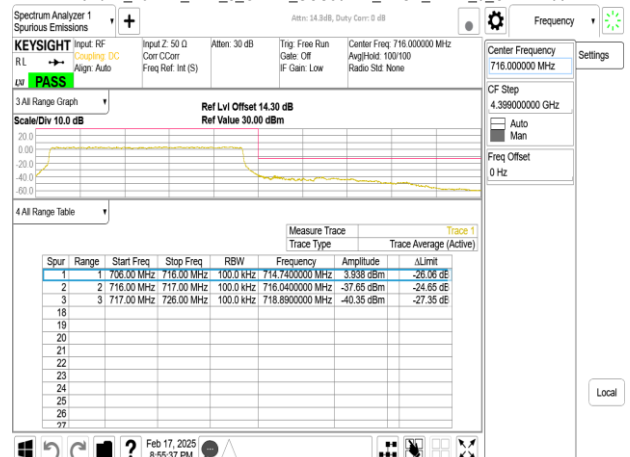 Spectrum Analyzer 1
Spurious Emissions
Attn: 14.3dB, Duty Corr: 0 dB
Frequency
KEYSIGHT
RL
Input: RF
Coupling: DC
Align: Auto
Input Z: 50 Ω
Corr CCorr
Freq Ref: Int (S)
Atten: 30 dB
Trig: Free Run
Gate: Off
IF Gain: Low
Center Freq: 716.000000 MHz
Avg|Hold: 100/100
Radio Std: None
LXI PASS
Center Frequency
716.000000 MHz
Settings
CF Step
4.399000000 GHz
Auto
Man
Freq Offset
0 Hz
3 All Range Graph
Ref Lvl Offset 14.30 dB
Scale/Div 10.0 dB
Ref Value 30.00 dBm
20.0
0.00
-20.0
-40.0
-60.0
4 All Range Table
Measure Trace Trace 1
Trace Type Trace Average (Active)
Spur Range Start Freq Stop Freq RBW Frequency Amplitude ΔLimit
1 1 706.00 MHz 716.00 MHz 100.0 kHz 714.7400000 MHz 3.938 dBm -26.06 dB
2 2 716.00 MHz 717.00 MHz 100.0 kHz 716.0400000 MHz -37.65 dBm -24.65 dB
3 3 717.00 MHz 726.00 MHz 100.0 kHz 718.8900000 MHz -40.35 dBm -27.35 dB
18
19
20
21
22
23
24
25
26
27
Local
Feb 17, 2025
8:55:37 PM